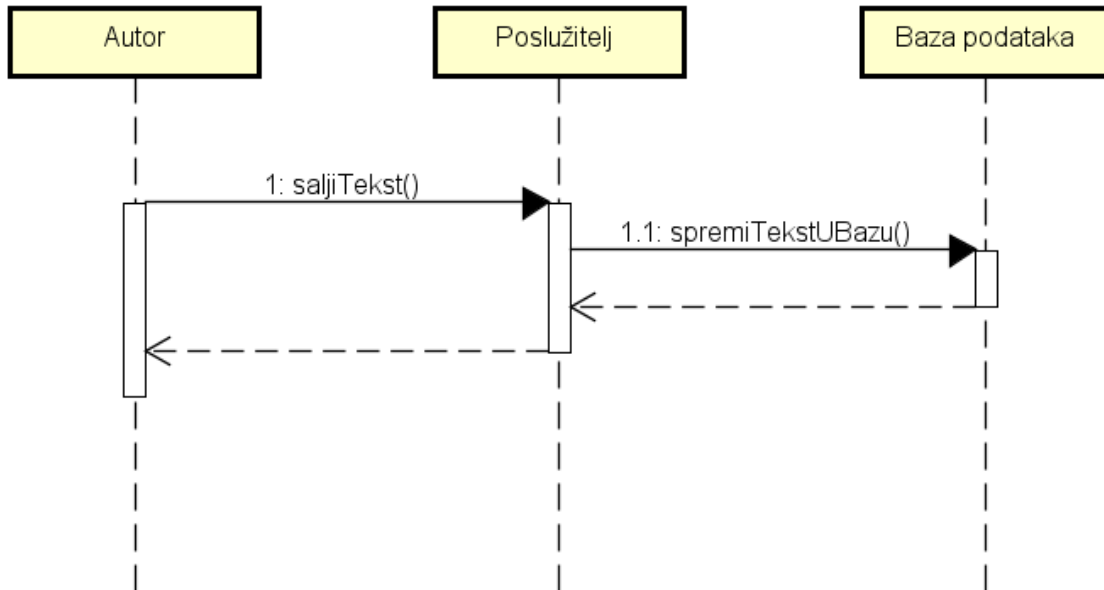 Autor
Poslužitelj
Baza podataka
1: saljiTekst()
1.1: spremiTekstUBazu()